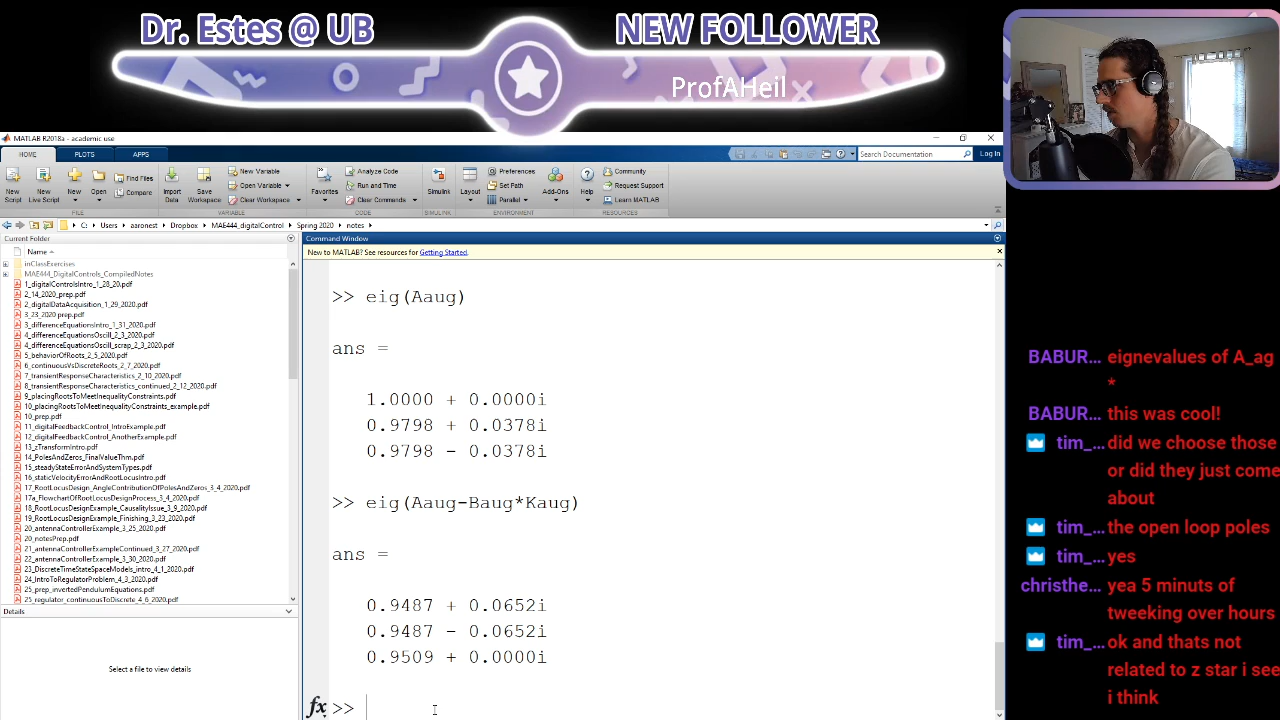 Dr. Estes @ UB
NEW FOLLOWER
ProfAHeil
MATLAB R2018a - academic use
HOME
PLOTS
APPS
Search Documentation
Log In
New Script
New Live Script
New
Open
Find Files
Compare
Import Data
Save Workspace
New Variable
Open Variable
Clear Workspace
Favorites
Analyze Code
Run and Time
Clear Commands
Simulink
Layout
Preferences
Set Path
Parallel
Add-Ons
Help
Community
Request Support
Learn MATLAB
FILE
VARIABLE
CODE
SIMULINK
ENVIRONMENT
RESOURCES
C: Users aaronest Dropbox MAE444_digitalControl Spring 2020 notes
Current Folder
Name
inClassExercises
MAE444_DigitalControls_CompiledNotes
1_digitalControlsIntro_1_28_20.pdf
2_14_2020_prep.pdf
2_digitalDataAcquisition_1_29_2020.pdf
3_23_2020 prep.pdf
3_differenceEquationsIntro_1_31_2020.pdf
4_differenceEquationsOscill_2_3_2020.pdf
4_differenceEquationsOscill_scrap_2_3_2020.pdf
5_behaviorOfRoots_2_5_2020.pdf
6_continuousVsDiscreteRoots_2_7_2020.pdf
7_transientResponseCharacteristics_2_10_2020.pdf
8_transientResponseCharacteristics_continued_2_12_2020.pdf
9_placingRootsToMeetInequalityConstraints.pdf
10_placingRootsToMeetInequalityConstraints_example.pdf
10_prep.pdf
11_digitalFeedbackControl_IntroExample.pdf
12_digitalFeedbackControl_AnotherExample.pdf
13_zTransformIntro.pdf
14_PolesAndZeros_FinalValueThm.pdf
15_steadyStateErrorAndSystemTypes.pdf
16_staticVelocityErrorAndRootLocusIntro.pdf
17_RootLocusDesign_AngleContributionOfPolesAndZeros_3_4_2020.pdf
17a_FlowchartOfRootLocusDesignProcess_3_4_2020.pdf
18_RootLocusDesignExample_CausalityIssue_3_9_2020.pdf
19_RootLocusDesignExample_Finishing_3_23_2020.pdf
20_antennaControllerExample_3_25_2020.pdf
20_notesPrep.pdf
21_antennaControllerExampleContinued_3_27_2020.pdf
22_antennaControllerExample_3_30_2020.pdf
23_DiscreteTimeStateSpaceModels_intro_4_1_2020.pdf
24_IntroToRegulatorProblem_4_3_2020.pdf
25_prep_invertedPendulumEquations.pdf
25_regulator_continuousToDiscrete_4_6_2020.pdf
Details
Select a file to view details
Command Window
New to MATLAB? See resources for Getting Started.
>> eig(Aaug)
ans =
1.0000 + 0.0000i
0.9798 + 0.0378i
0.9798 - 0.0378i
>> eig(Aaug-Baug*Kaug)
ans =
0.9487 + 0.0652i
0.9487 - 0.0652i
0.9509 + 0.0000i
fx >>
BABUR... eignevalues of A_ag
*
BABUR... this was cool!
tim_... did we choose those
or did they just come
about
tim_... the open loop poles
tim_... yes
christhe... yea 5 minuts of
tweeking over hours
tim_... ok and thats not
related to z star i see
i think